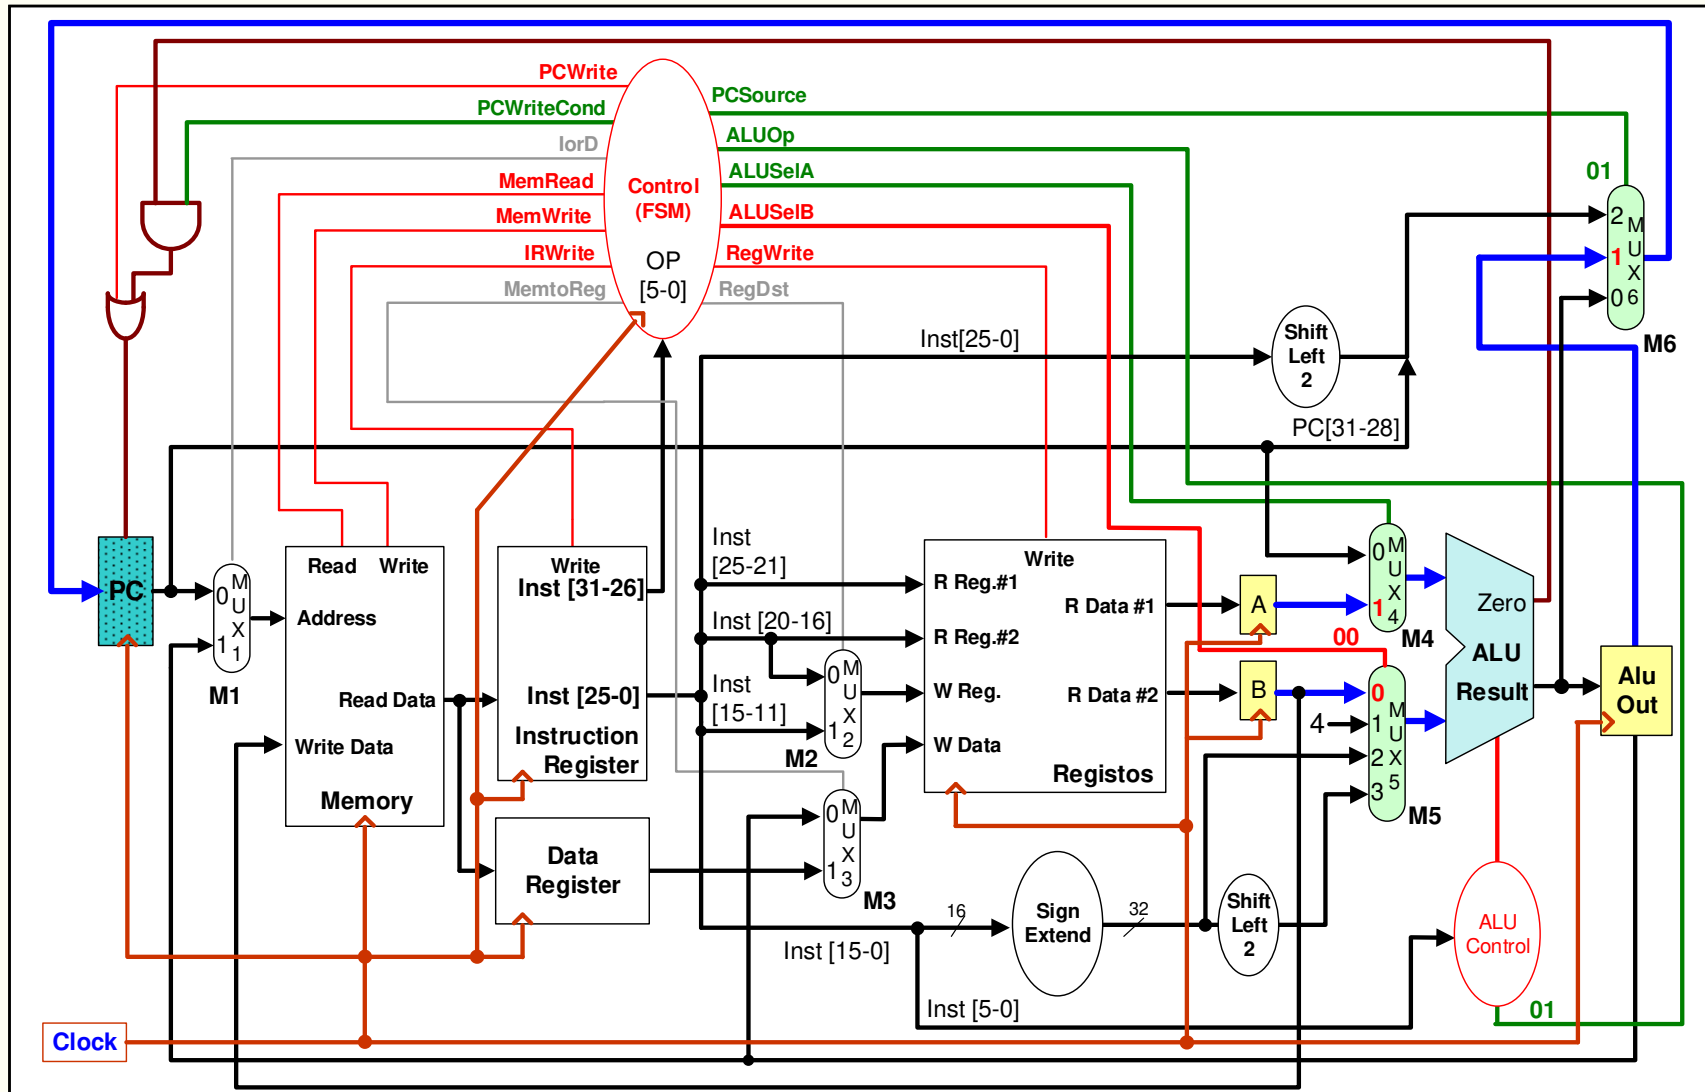 PCWrite
PCWriteCond
IorD
MemRead
MemWrite
IRWrite
MemtoReg
Control
(FSM)
OP
[5-0]
PCSource
ALUOp
ALUSelA
ALUSelB
RegWrite
RegDst
01
2
1
0
M
U
X
6
M6
Inst[25-0]
Shift
Left
2
PC[31-28]
PC
0
1
M
U
X
1
M1
Read Write
Address
Read Data
Write Data
Memory
Write
Inst [31-26]
Inst [25-0]
Instruction
Register
Data
Register
Inst
[25-21]
Inst [20-16]
Inst
[15-11]
0
1
M
U
X
2
M2
0
1
M
U
X
3
M3
Write
R Reg.#1
R Data #1
R Reg.#2
W Reg.
R Data #2
W Data
Registos
A
B
4
0
1
M
U
X
4
M4
00
0
1
2
3
M
U
X
5
M5
Zero
ALU
Result
Alu
Out
Inst [15-0]
16
Sign
Extend
32
Shift
Left
2
ALU
Control
Inst [5-0]
01
Clock